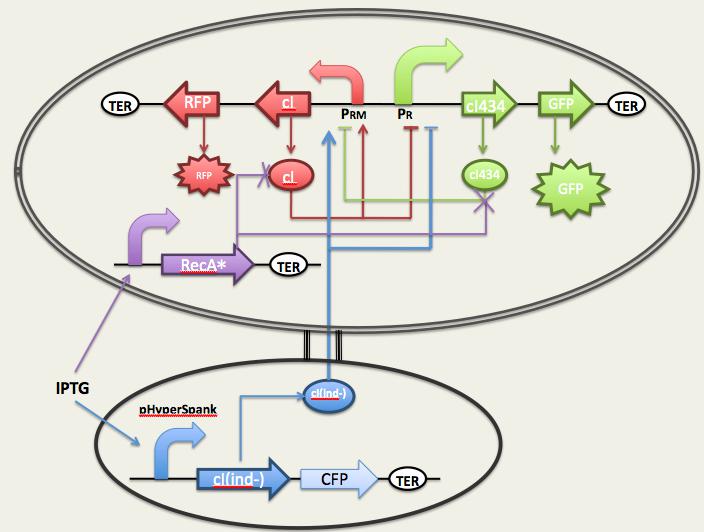 TER RFP cI cI434 GFP TER
PRM PR
RFP cI cI434 GFP
RecA* TER
IPTG
pHyperSpank
cI(ind-)
cI(ind-) CFP TER